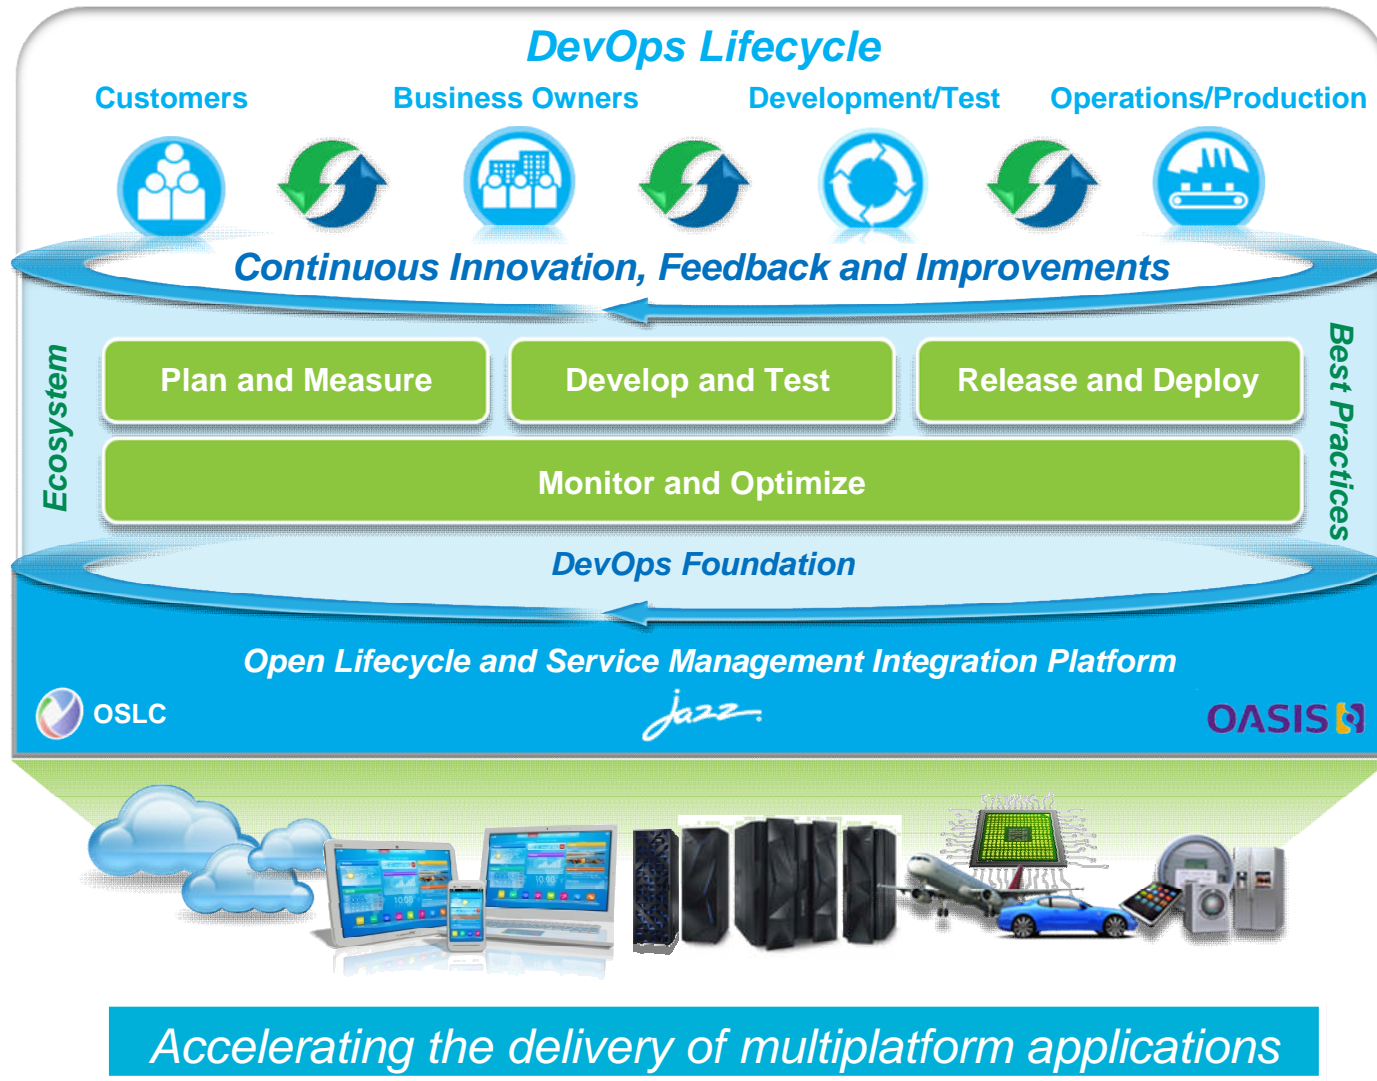 DevOps Lifecycle
Customers
Business Owners
Development/Test
Operations/Production
Continuous Innovation, Feedback and Improvements
Ecosystem
Plan and Measure
Develop and Test
Release and Deploy
Best Practices
Monitor and Optimize
DevOps Foundation
Open Lifecycle and Service Management Integration Platform
OSLC
jazz
OASIS
Accelerating the delivery of multiplatform applications